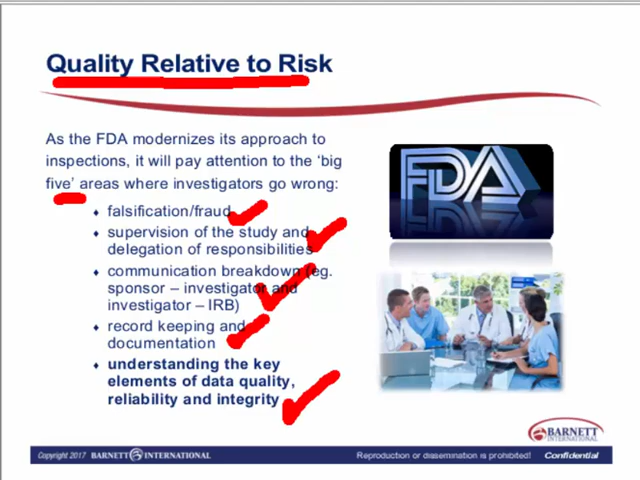 Quality Relative to Risk
As the FDA modernizes its approach to
inspections, it will pay attention to the ‘big
five’ areas where investigators go wrong:
♦ falsification/fraud
♦ supervision of the study and
delegation of responsibilities
♦ communication breakdown (eg.
sponsor – investigator and
investigator – IRB)
♦ record keeping and
documentation
♦ understanding the key
elements of data quality,
reliability and integrity
FDA
BARNETT
INTERNATIONAL
Copyright 2017 BARNETT INTERNATIONAL
Reproduction or dissemination is prohibited! Confidential